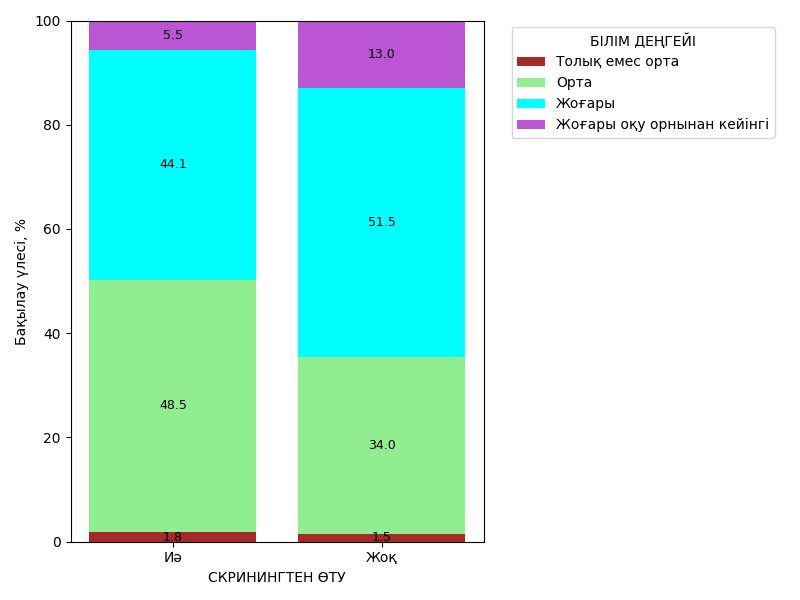 100
80
60
40
20
0
Бақылау үлесі, %
5.5
44.1
48.5
1.8
13.0
51.5
34.0
1.5
Иә
Жоқ
СКРИНИНГТЕН ӨТУ
БІЛІМ ДЕҢГЕЙІ
Толық емес орта
Орта
Жоғары
Жоғары оқу орнынан кейінгі